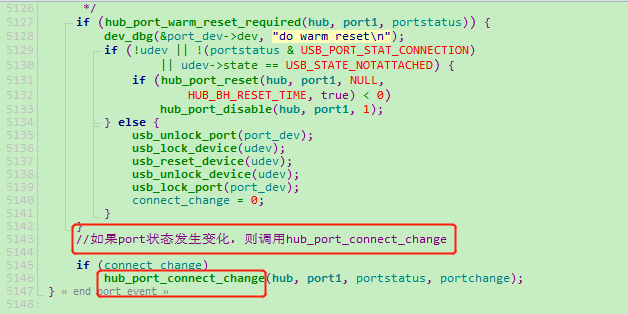 5126    */
5127    if (hub_port_warm_reset_required(hub, port1, portstatus)) {
5128        dev_dbg(&port_dev->dev, "do warm reset\n");
5129        if (!udev || !(portstatus & USB_PORT_STAT_CONNECTION)
5130                || udev->state == USB_STATE_NOTATTACHED) {
5131            if (hub_port_reset(hub, port1, NULL,
5132                    HUB_BH_RESET_TIME, true) < 0)
5133                hub_port_disable(hub, port1, 1);
5134        } else {
5135            usb_unlock_port(port_dev);
5136            usb_lock_device(udev);
5137            usb_reset_device(udev);
5138            usb_unlock_device(udev);
5139            usb_lock_port(port_dev);
5140            connect_change = 0;
5141        }
5142    }
5143    //如果port状态发生变化，则调用hub_port_connect_change
5144
5145    if (connect_change)
5146        hub_port_connect_change(hub, port1, portstatus, portchange);
5147 } « end port_event »
5148